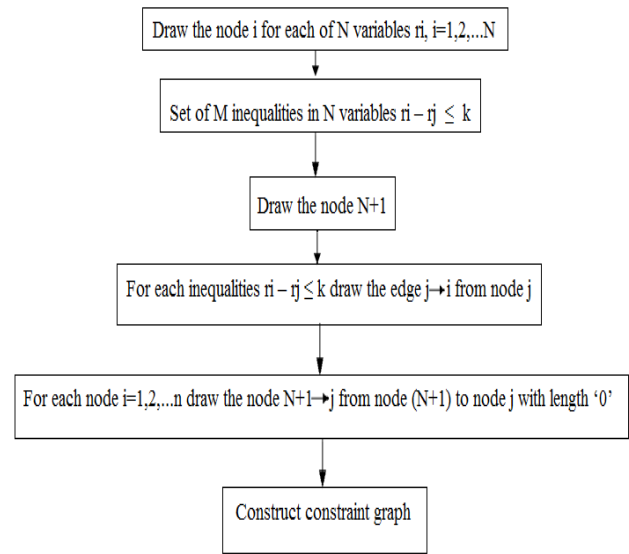 Draw the node i for each of N variables ri, i=1,2,...N
Set of M inequalities in N variables ri – rj ≤ k
Draw the node N+1
For each inequalities ri – rj ≤ k draw the edge j→i from node j
For each node i=1,2,...n draw the node N+1→j from node (N+1) to node j with length ‘0’
Construct constraint graph